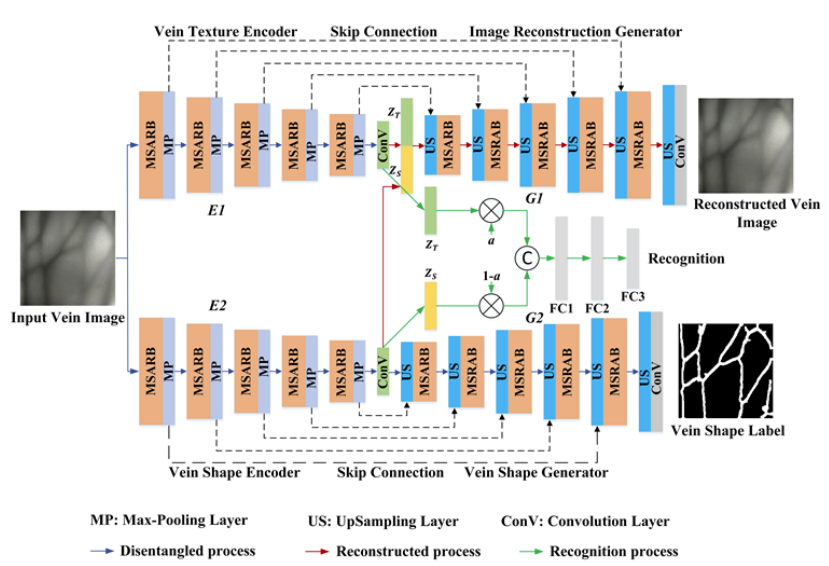 Vein Texture Encoder Skip Connection Image Reconstruction Generator
MSARB MP MSARB MP MSARB MP MSARB MP MSARB MP ConV Z_T Z_S US MSARB US MSRAB US MSRAB US MSRAB US MSRAB US ConV
E1
G1
Reconstructed Vein
Image
Z_T
a
C
Recognition
Z_S
1-a
FC1 FC2 FC3
Input Vein Image
E2
G2
MSARB MP MSARB MP MSARB MP MSARB MP MSARB MP ConV US MSARB US MSRAB US MSRAB US MSRAB US MSRAB US ConV
Vein Shape Label
Vein Shape Encoder Skip Connection Vein Shape Generator
MP: Max-Pooling Layer US: UpSampling Layer ConV: Convolution Layer
Disentangled process Reconstructed process Recognition process